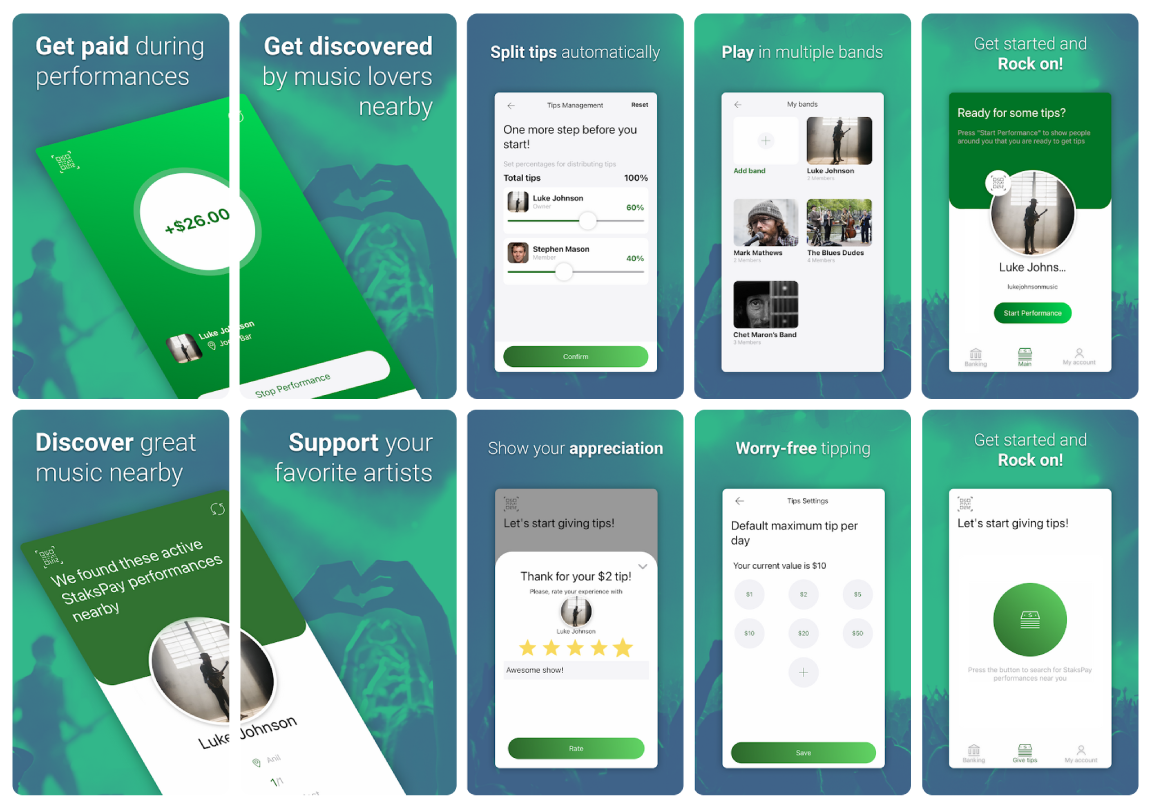 Get paid during
performances
+$26.00
Luke Johnson
Stop Performance
Get discovered
by music lovers
nearby
Split tips automatically
Tips Management
Reset
One more step before you
start!
Set percentages for distributing tips
Total tips
100%
Luke Johnson
Owner
60%
Stephen Mason
Member
40%
Confirm
Play in multiple bands
My bands
Add band
Luke Johnson
2 Members
Mark Mathews
The Blues Dudes
4 Members
Chet Maron's Band
3 Members
Get started and
Rock on!
Ready for some tips?
Press "Start Performance" to show people
around you that you are ready to get tips
Luke Johns...
lukejohnsonmusic
Start Performance
Banking
Main
My account
Discover great
music nearby
We found these active
StaksPay performances
nearby
Luke Johnson
Support your
favorite artists
Show your appreciation
Let's start giving tips!
Thank for your $2 tip!
Please, rate your experience with
Luke Johnson
Awesome show!
Rate
Worry-free tipping
Tips Settings
Default maximum tip per
day
Your current value is $10
$1
$2
$5
$10
$20
$50
Save
Get started and
Rock on!
Let's start giving tips!
Press the button to search for StaksPay
performances near you
Banking
Give tips
My account